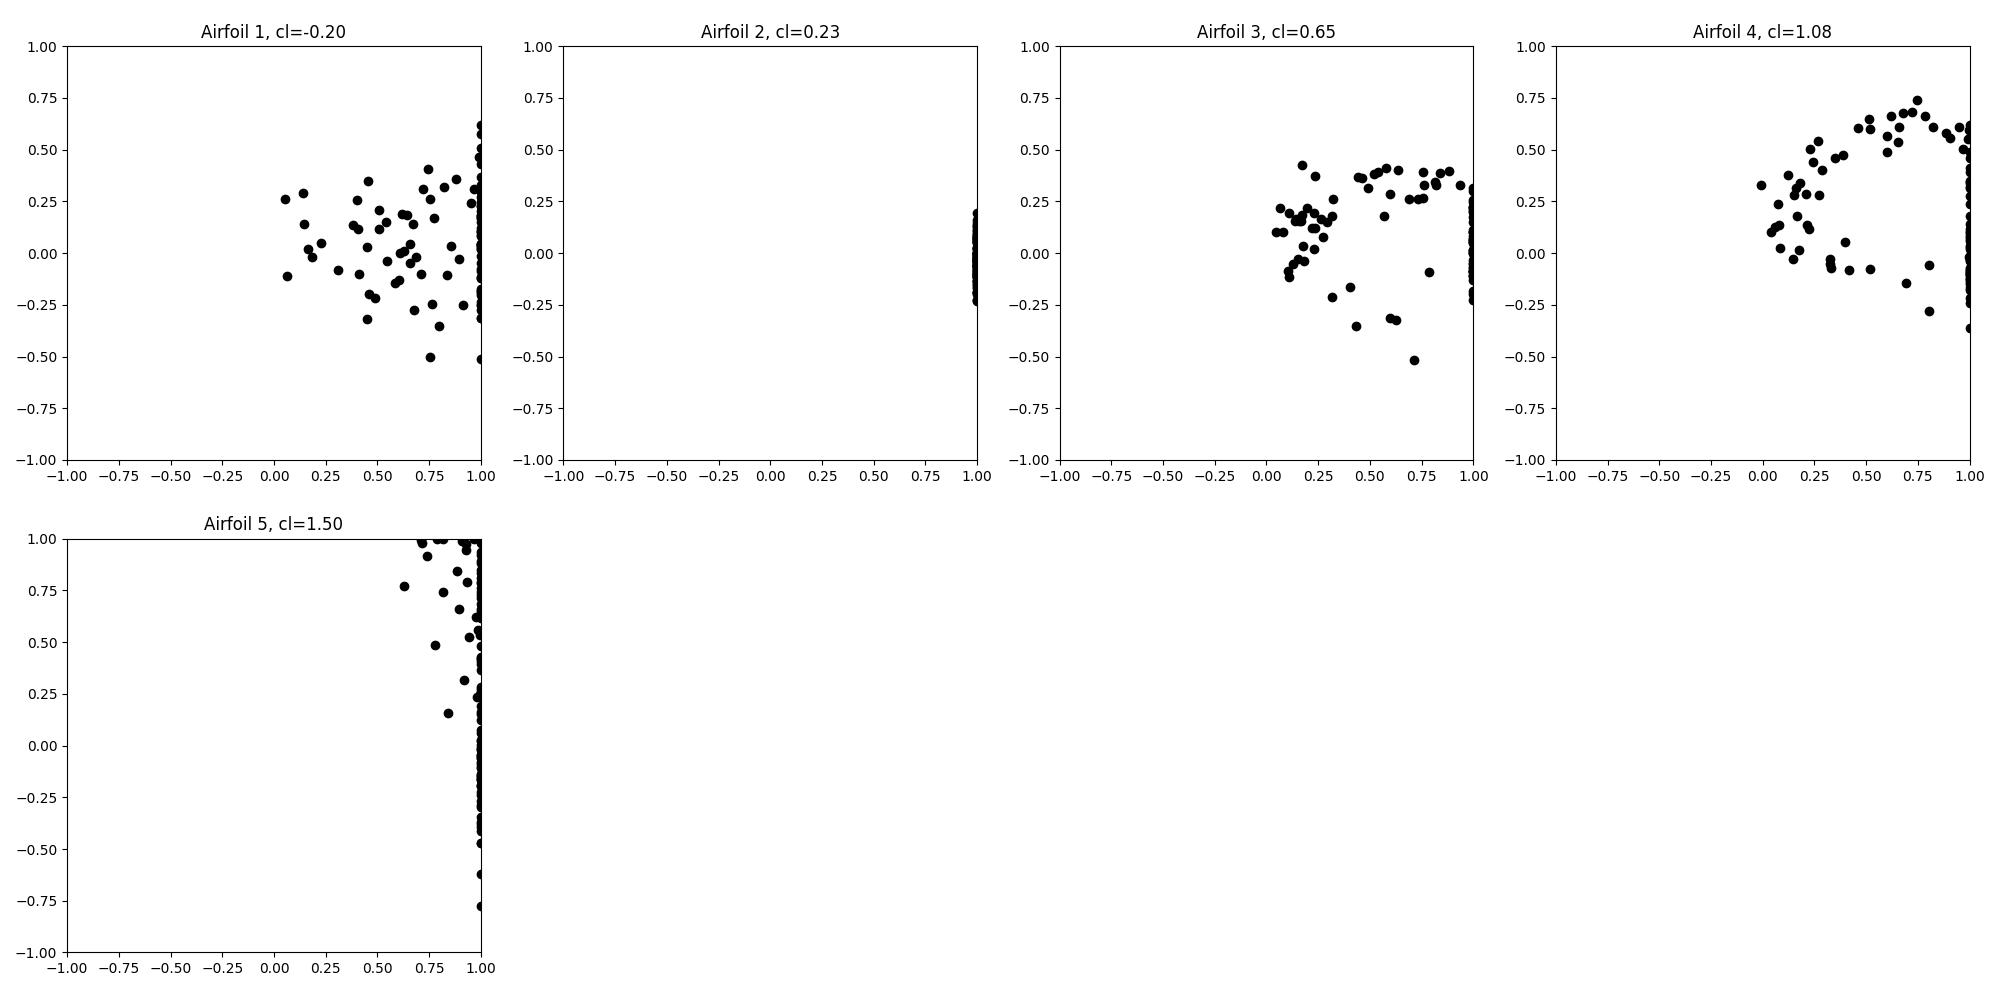 Airfoil 1, cl=-0.20
Airfoil 2, cl=0.23
Airfoil 3, cl=0.65
Airfoil 4, cl=1.08
1.00 1.00 1.00 1.00
0.75 0.75 0.75 0.75
0.50 0.50 0.50 0.50
0.25 0.25 0.25 0.25
0.00 0.00 0.00 0.00
−0.25 −0.25 −0.25 −0.25
−0.50 −0.50 −0.50 −0.50
−0.75 −0.75 −0.75 −0.75
−1.00 −1.00 −1.00 −1.00
−1.00 −0.75 −0.50 −0.25 0.00 0.25 0.50 0.75 1.00
−1.00 −0.75 −0.50 −0.25 0.00 0.25 0.50 0.75 1.00
−1.00 −0.75 −0.50 −0.25 0.00 0.25 0.50 0.75 1.00
−1.00 −0.75 −0.50 −0.25 0.00 0.25 0.50 0.75 1.00
Airfoil 5, cl=1.50
1.00
0.75
0.50
0.25
0.00
−0.25
−0.50
−0.75
−1.00
−1.00 −0.75 −0.50 −0.25 0.00 0.25 0.50 0.75 1.00